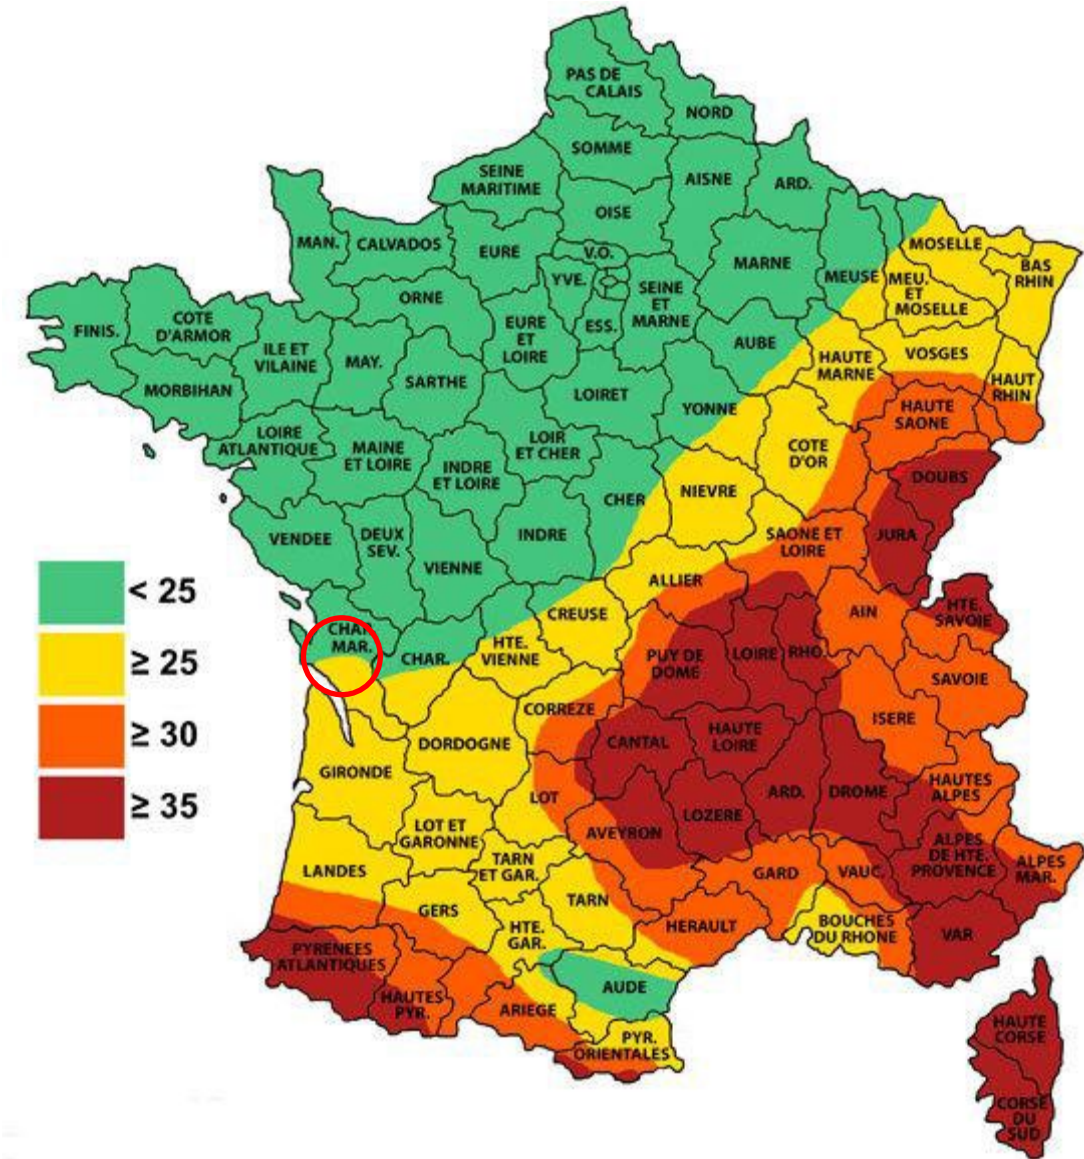 PAS DE
CALAIS
NORD
SOMME
SEINE
MARITIME
AISNE
ARD.
OISE
MAN.
CALVADOS
EURE
V.O.
MARNE
MOSELLE
BAS
RHIN
YVE.
SEINE
ET
MARNE
MEUSE
MEU.
ET
MOSELLE
ORNE
FINIS.
COTE
D'ARMOR
EURE
ET
LOIRE
ESS.
AUBE
ILE ET
VILAINE
MAY.
HAUTE
MARNE
VOSGES
SARTHE
MORBIHAN
LOIRET
HAUT
RHIN
YONNE
HAUTE
SAONE
LOIRE
ATLANTIQUE
MAINE
ET LOIRE
LOIR
ET CHER
COTE
D'OR
INDRE
ET LOIRE
DOUBS
CHER
NIEVRE
VENDEE
DEUX
SEV.
INDRE
SAONE ET
LOIRE
JURA
VIENNE
ALLIER
< 25
CREUSE
AIN
HTE.
SAVOIE
CHAR.
MAR.
CHAR.
HTE.
VIENNE
PUY DE
DOME
LOIRE
RHO.
≥ 25
SAVOIE
CORREZE
ISERE
≥ 30
DORDOGNE
CANTAL
HAUTE
LOIRE
GIRONDE
HAUTES
ALPES
ARD.
DROME
≥ 35
LOT
LOZERE
LOT ET
GARONNE
AVEYRON
ALPES
DE HTE.
PROVENCE
ALPES
MAR.
LANDES
TARN
ET GAR.
GARD
VAUC.
TARN
GERS
HTE.
GAR.
HERAULT
BOUCHES
DU RHONE
VAR
PYRENEES
ATLANTIQUES
AUDE
HAUTES
PYR.
ARIEGE
HAUTE
CORSE
PYR.
ORIENTALES
CORSE
DU
SUD